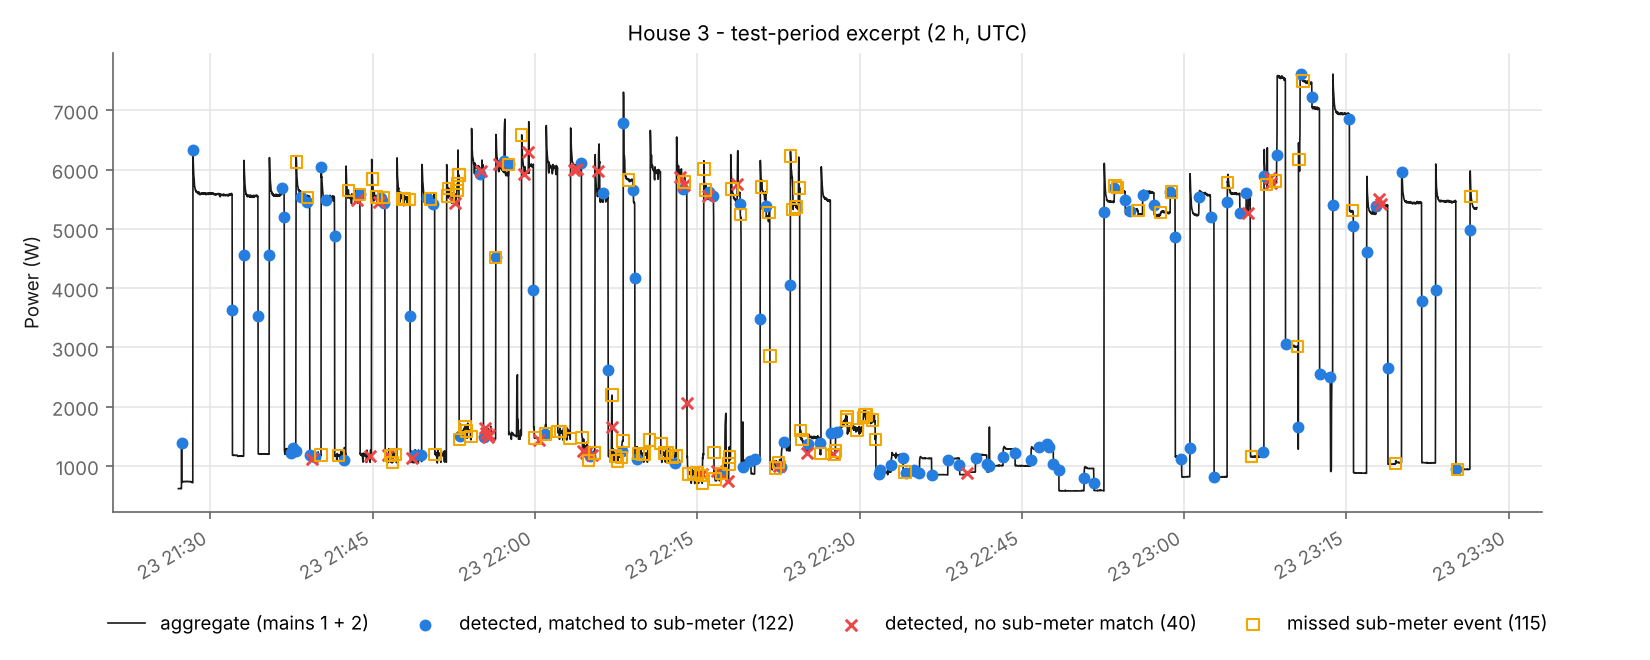 House 3 - test-period excerpt (2 h, UTC)
Power (W)
7000
6000
5000
4000
3000
2000
1000
23 21:30
23 21:45
23 22:00
23 22:15
23 22:30
23 22:45
23 23:00
23 23:15
23 23:30
aggregate (mains 1 + 2)
detected, matched to sub-meter (122)
detected, no sub-meter match (40)
missed sub-meter event (115)